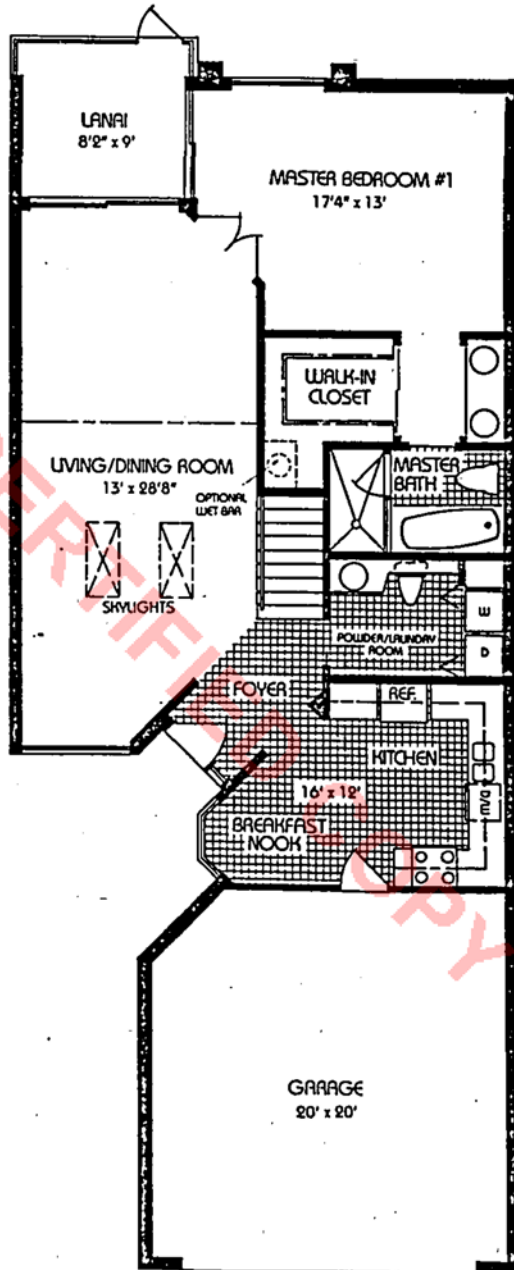 LANAI
8'2" x 9'
MASTER BEDROOM #1
17'4" x 13'
WALK-IN
CLOSET
LIVING/DINING ROOM
13' x 28'8"
OPTIONAL
WET BAR
MASTER
BATH
SKYLIGHTS
W
POWDER/LAUNDRY
ROOM
D
FOYER
REF.
KITCHEN
16' x 12'
D/W
BREAKFAST
NOOK
GARAGE
20' x 20'
CERTIFIED COPY